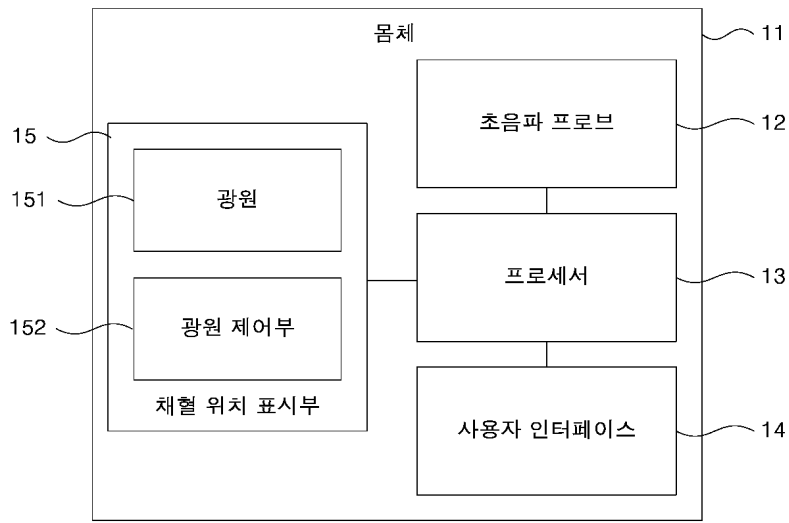 몸체
11
초음파 프로브
12
15
광원
151
프로세서
13
광원 제어부
152
채혈 위치 표시부
사용자 인터페이스
14